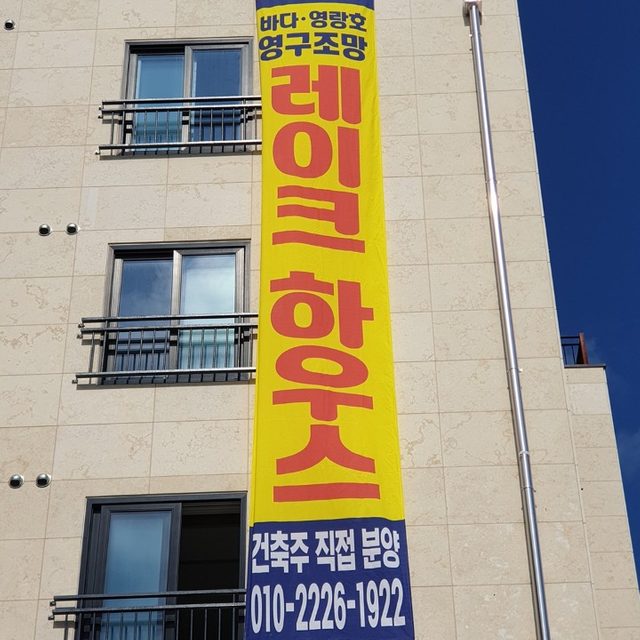 바다·영랑호
영구조망
레이크 하우스
건축주 직접 분양
010-2226-1922